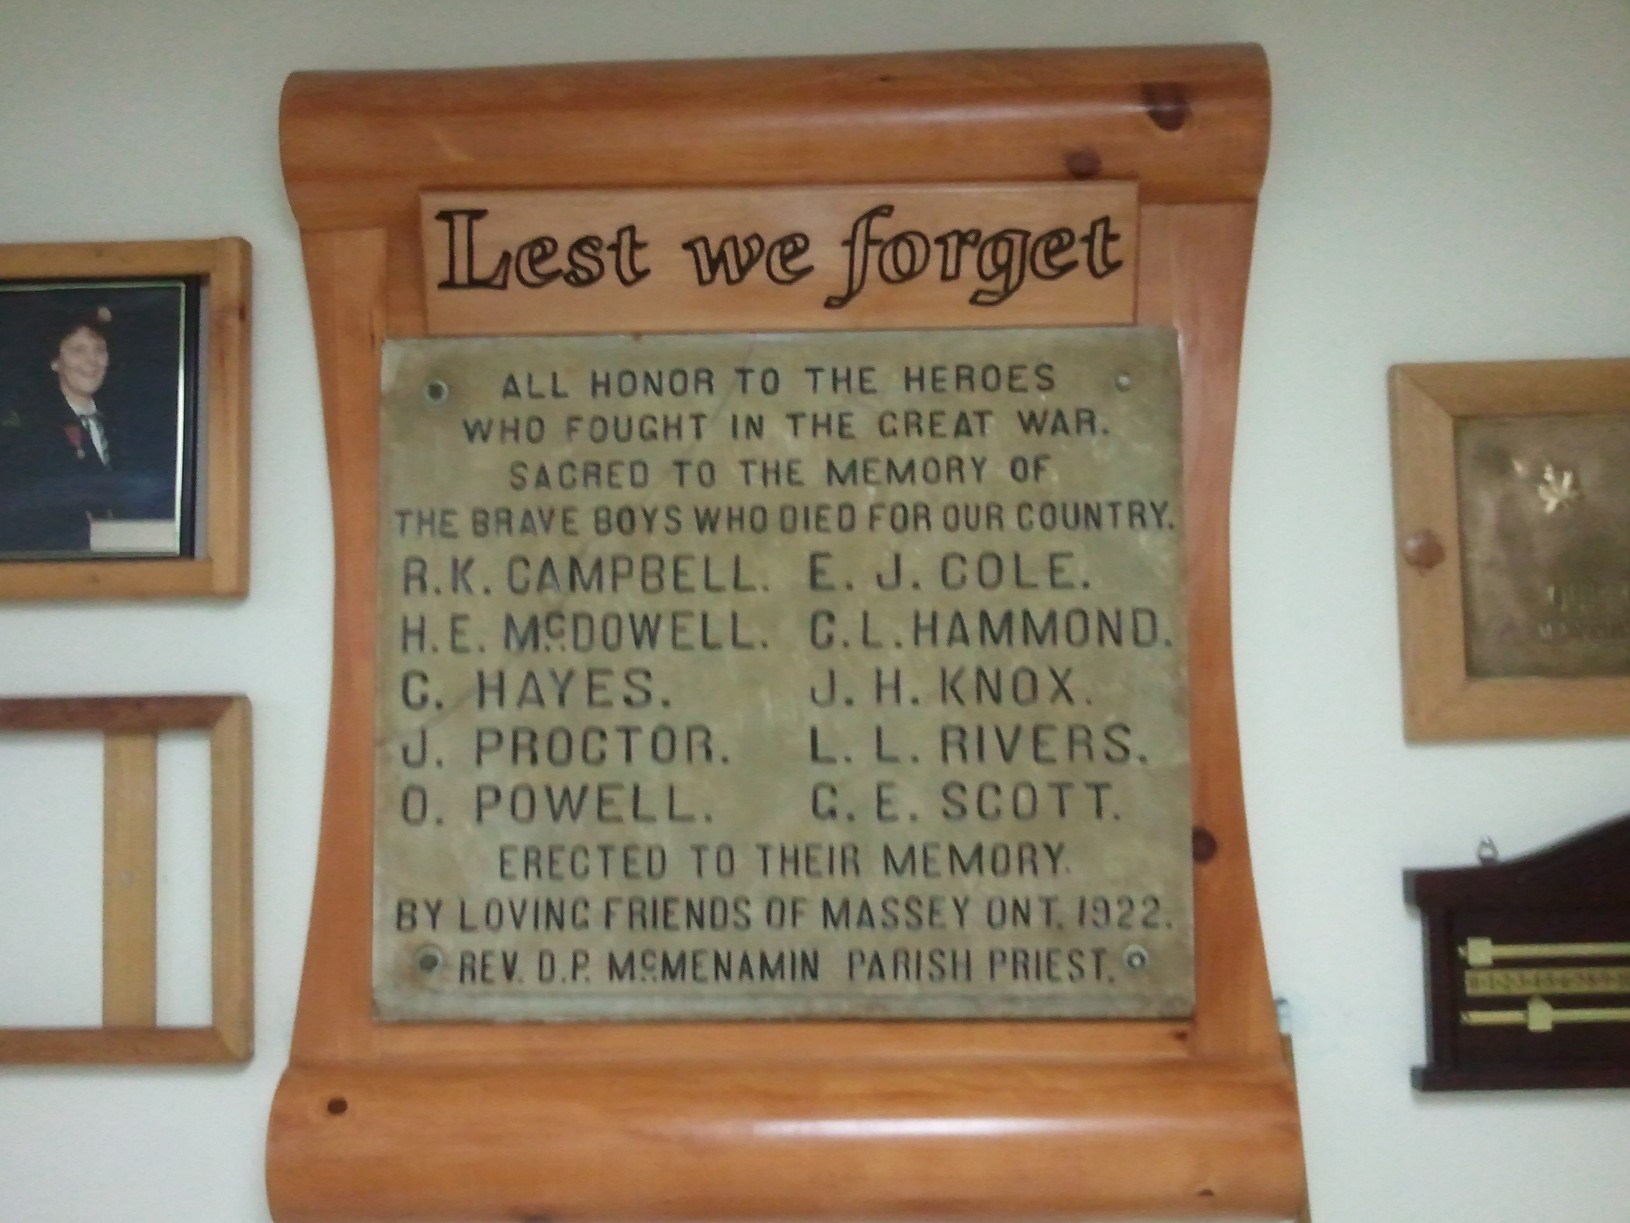 Lest we forget
ALL HONOR TO THE HEROES
WHO FOUGHT IN THE GREAT WAR.
SACRED TO THE MEMORY OF
THE BRAVE BOYS WHO DIED FOR OUR COUNTRY.
R.K. CAMPBELL. E. J. COLE.
H.E. McDOWELL. C.L. HAMMOND.
C. HAYES. J. H. KNOX.
J. PROCTOR. L. L. RIVERS.
O. POWELL. G. E. SCOTT.
ERECTED TO THEIR MEMORY.
BY LOVING FRIENDS OF MASSEY ONT. 1922.
REV. D.P. McMENAMIN PARISH PRIEST.